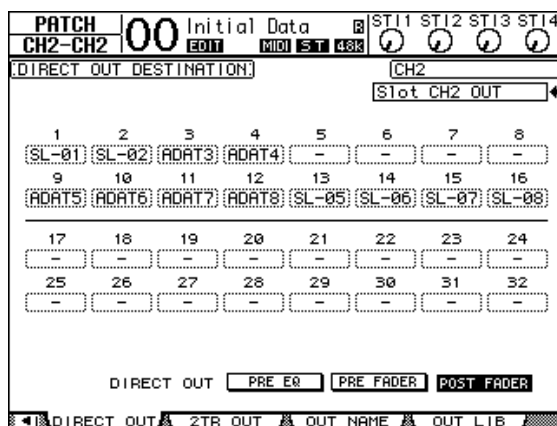 PATCH
CH2-CH2
00 Initial Data
EDIT MIDI ST 48k
STI1 STI2 STI3 STI4
DIRECT OUT DESTINATION
CH2
Slot CH2 OUT
1 2 3 4 5 6 7 8
SL-01 SL-02 ADAT3 ADAT4 - - - -
9 10 11 12 13 14 15 16
ADAT5 ADAT6 ADAT7 ADAT8 SL-05 SL-06 SL-07 SL-08
17 18 19 20 21 22 23 24
- - - - - - - -
25 26 27 28 29 30 31 32
- - - - - - - -
DIRECT OUT PRE EQ PRE FADER POST FADER
DIRECT OUT 2TR OUT OUT NAME OUT LIB